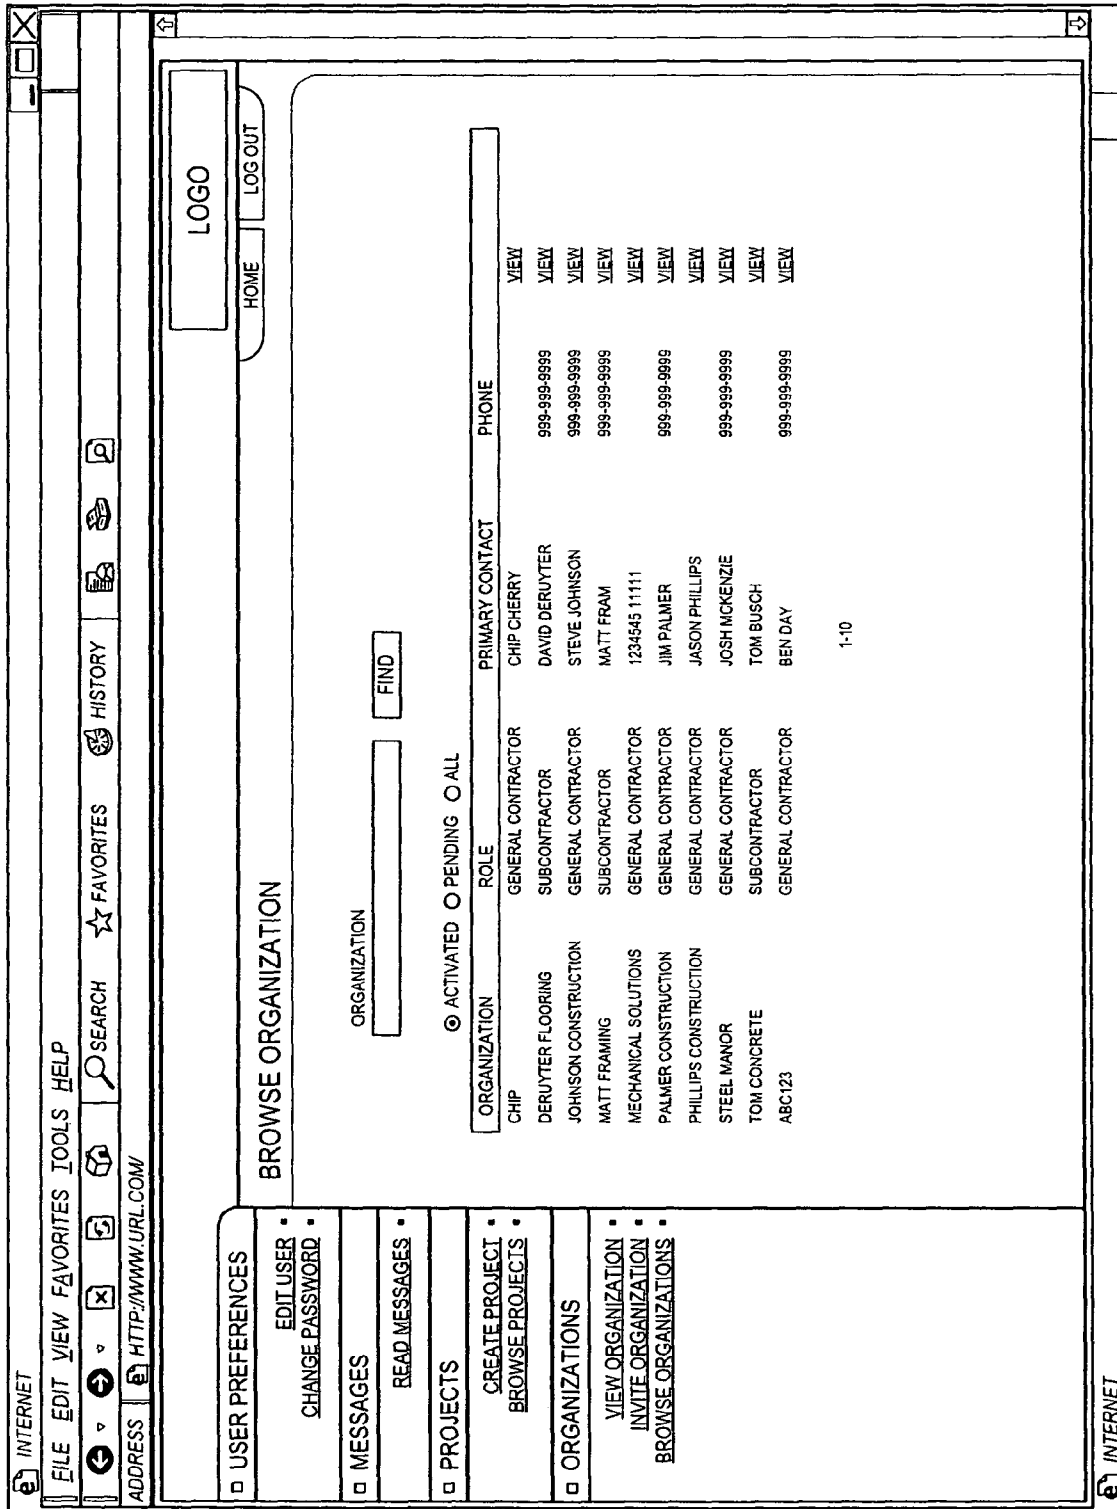 INTERNET
FILE EDIT VIEW FAVORITES TOOLS HELP
SEARCH FAVORITES HISTORY
ADDRESS HTTP://WWW.URL.COM/
LOGO
HOME LOG OUT
USER PREFERENCES
EDIT USER
CHANGE PASSWORD
MESSAGES
READ MESSAGES
PROJECTS
CREATE PROJECT
BROWSE PROJECTS
ORGANIZATIONS
VIEW ORGANIZATION
INVITE ORGANIZATION
BROWSE ORGANIZATIONS
BROWSE ORGANIZATION
ORGANIZATION
FIND
ACTIVATED PENDING ALL
ORGANIZATION ROLE PRIMARY CONTACT PHONE
CHIP GENERAL CONTRACTOR CHIP CHERRY VIEW
DERUYTER FLOORING SUBCONTRACTOR DAVID DERUYTER 999-999-9999 VIEW
JOHNSON CONSTRUCTION GENERAL CONTRACTOR STEVE JOHNSON 999-999-9999 VIEW
MATT FRAMING SUBCONTRACTOR MATT FRAM 999-999-9999 VIEW
MECHANICAL SOLUTIONS GENERAL CONTRACTOR 1234545 11111 VIEW
PALMER CONSTRUCTION GENERAL CONTRACTOR JIM PALMER 999-999-9999 VIEW
PHILLIPS CONSTRUCTION GENERAL CONTRACTOR JASON PHILLIPS VIEW
STEEL MANOR GENERAL CONTRACTOR JOSH MCKENZIE 999-999-9999 VIEW
TOM CONCRETE SUBCONTRACTOR TOM BUSCH VIEW
ABC123 GENERAL CONTRACTOR BEN DAY 999-999-9999 VIEW
1-10
INTERNET